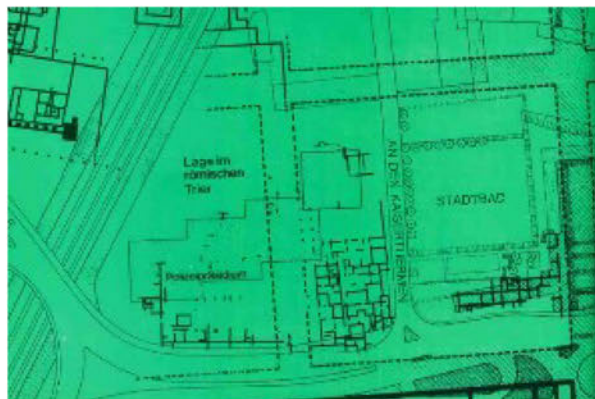 Lage im
römischen
Trier
Polizeipräsidium
AN DEN KAISERTHERMEN
STADTBAD